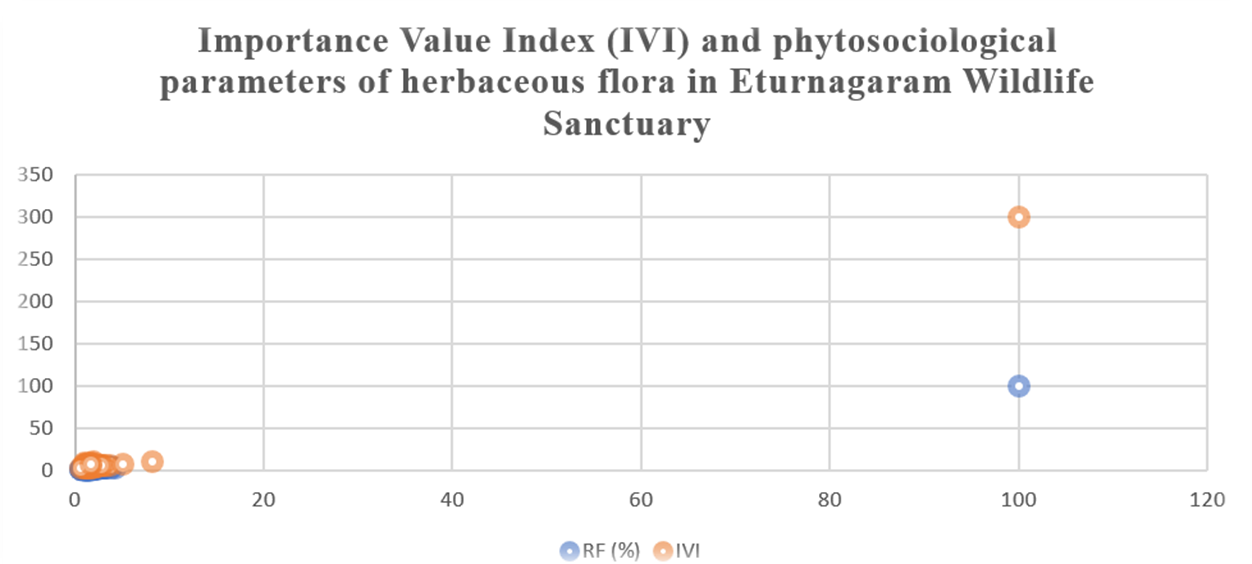 Importance Value Index (IVI) and phytosociological
parameters of herbaceous flora in Eturnagaram Wildlife
Sanctuary
350
300
250
200
150
100
50
0
0 20 40 60 80 100 120
RF (%) IVI